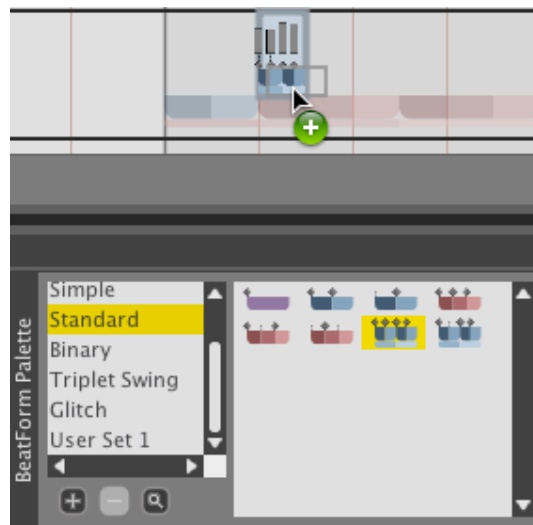 Simple
Standard
Binary
Triplet Swing
Glitch
User Set 1
BeatForm Palette